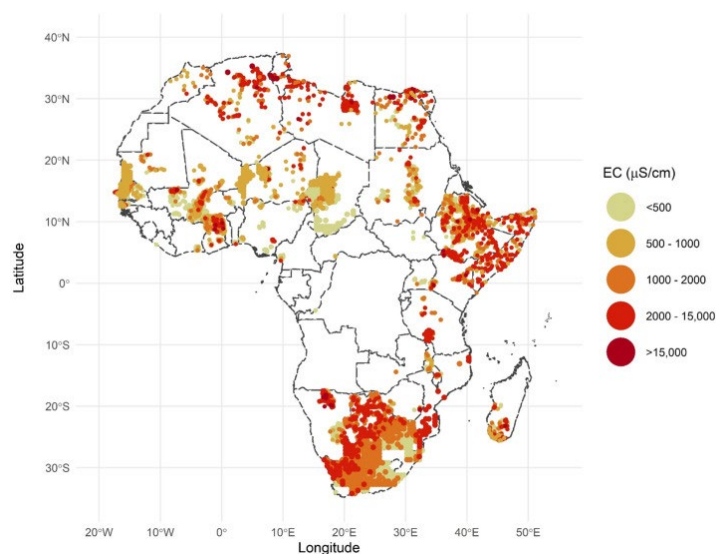 40°N
30°N
20°N
10°N
0°
10°S
20°S
30°S
Latitude
20°W 10°W 0° 10°E 20°E 30°E 40°E 50°E
Longitude
EC (μS/cm)
<500
500 - 1000
1000 - 2000
2000 - 15,000
>15,000